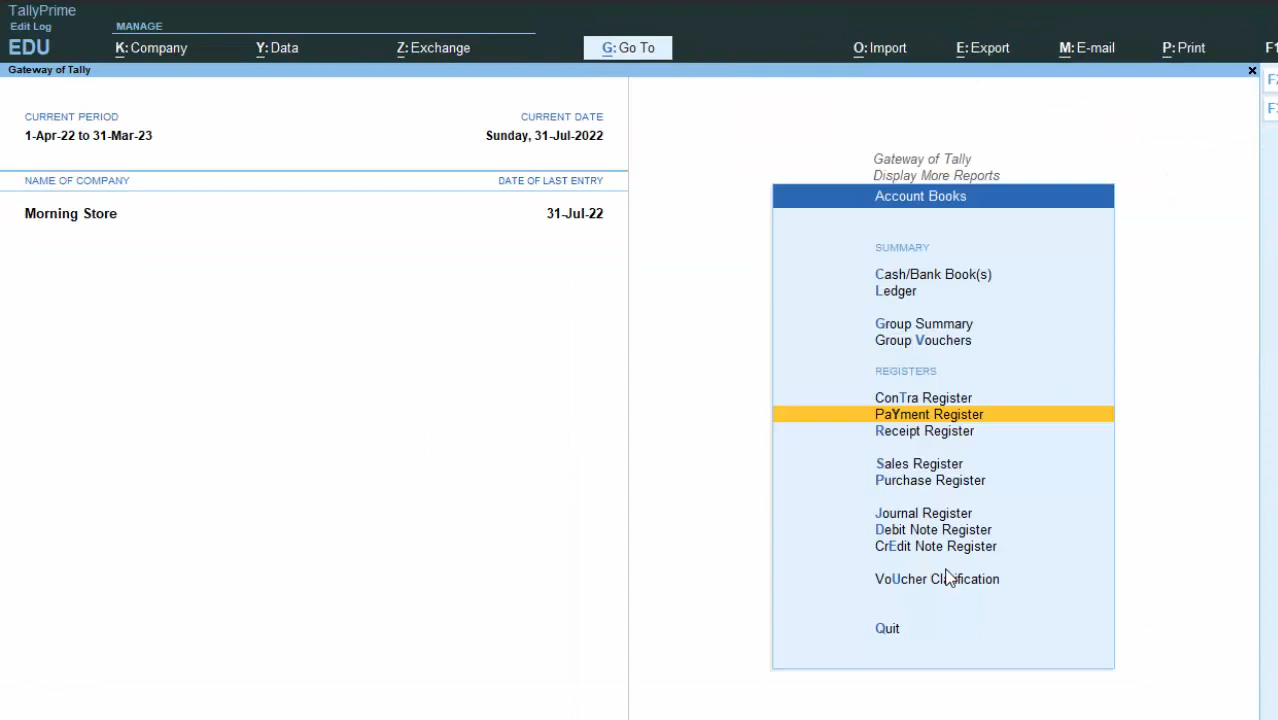 TallyPrime
Edit Log
EDU
MANAGE
K: Company
Y: Data
Z: Exchange
G: Go To
O: Import
E: Export
M: E-mail
P: Print
Gateway of Tally
CURRENT PERIOD
CURRENT DATE
1-Apr-22 to 31-Mar-23
Sunday, 31-Jul-2022
NAME OF COMPANY
DATE OF LAST ENTRY
Morning Store
31-Jul-22
Gateway of Tally
Display More Reports
Account Books
SUMMARY
Cash/Bank Book(s)
Ledger
Group Summary
Group Vouchers
REGISTERS
ConTra Register
PaYment Register
Receipt Register
Sales Register
Purchase Register
Journal Register
Debit Note Register
CrEdit Note Register
VoUcher
Quit